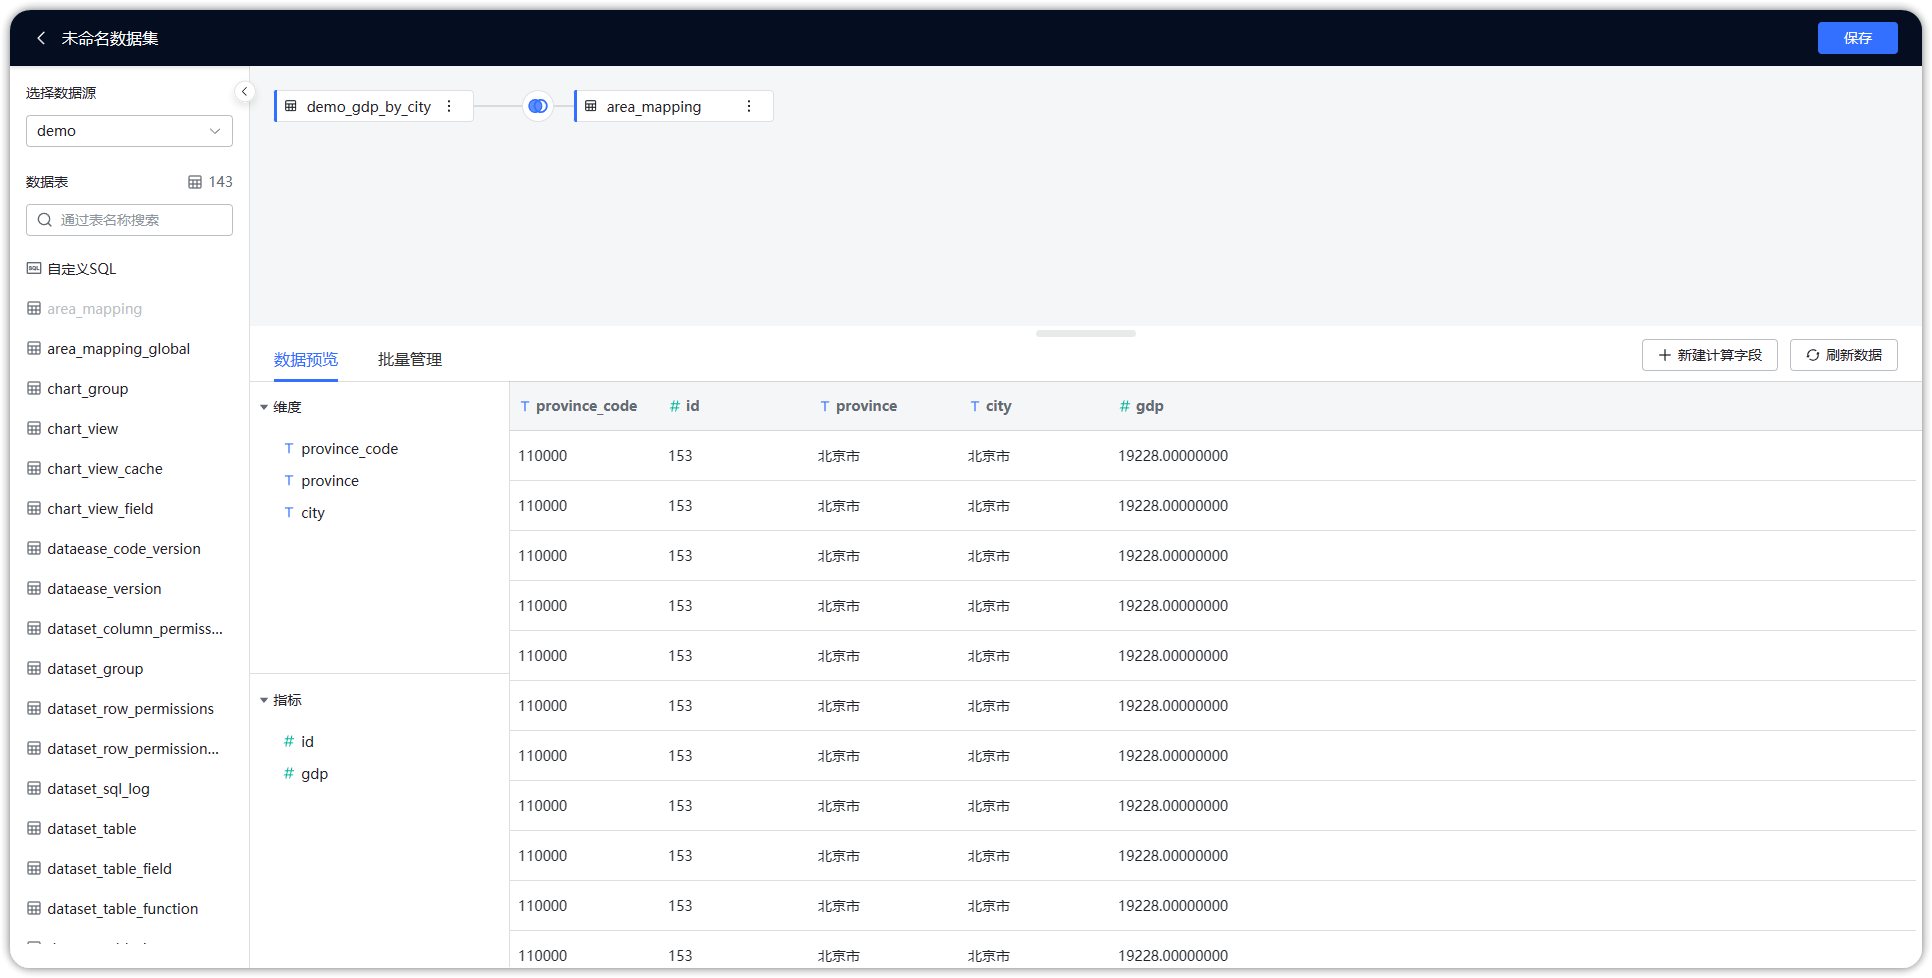 未命名数据集
保存
选择数据源
demo
数据表
143
通过表名称搜索
SQL 自定义SQL
area_mapping
area_mapping_global
chart_group
chart_view
chart_view_cache
chart_view_field
dataease_code_version
dataease_version
dataset_column_permiss...
dataset_group
dataset_row_permissions
dataset_row_permission...
dataset_sql_log
dataset_table
dataset_table_field
dataset_table_function
demo_gdp_by_city
area_mapping
数据预览 批量管理
新建计算字段 刷新数据
维度
T province_code
T province
T city
指标
# id
# gdp
T province_code # id T province T city # gdp
110000 153 北京市 北京市 19228.00000000
110000 153 北京市 北京市 19228.00000000
110000 153 北京市 北京市 19228.00000000
110000 153 北京市 北京市 19228.00000000
110000 153 北京市 北京市 19228.00000000
110000 153 北京市 北京市 19228.00000000
110000 153 北京市 北京市 19228.00000000
110000 153 北京市 北京市 19228.00000000
110000 153 北京市 北京市 19228.00000000
110000 153 北京市 北京市 19228.00000000
110000 153 北京市 北京市 19228.00000000